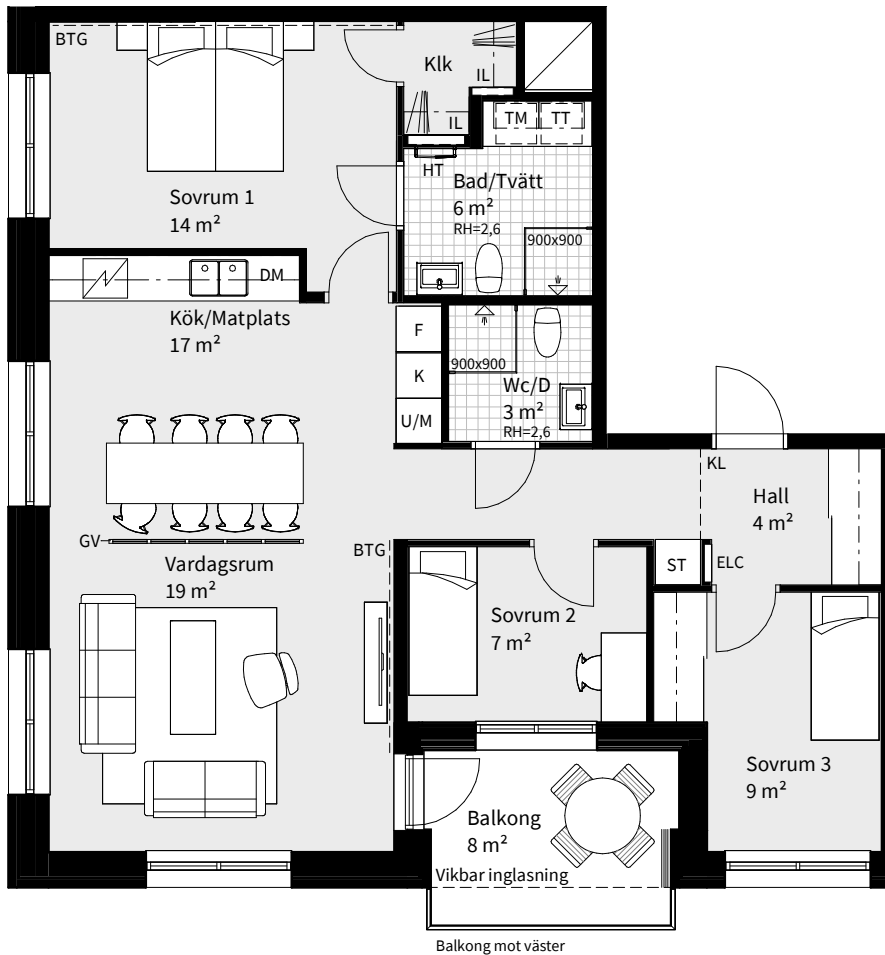 BTG
Klk
IL
IL
TM
TT
HT
Bad/Tvätt
6 m²
RH=2,6
900x900
Sovrum 1
14 m²
DM
Kök/Matplats
17 m²
F
K
U/M
900x900
Wc/D
3 m²
RH=2,6
KL
Hall
4 m²
GV
BTG
Vardagsrum
19 m²
ST
ELC
Sovrum 2
7 m²
Sovrum 3
9 m²
Balkong
8 m²
Vikbar inglasning
Balkong mot väster